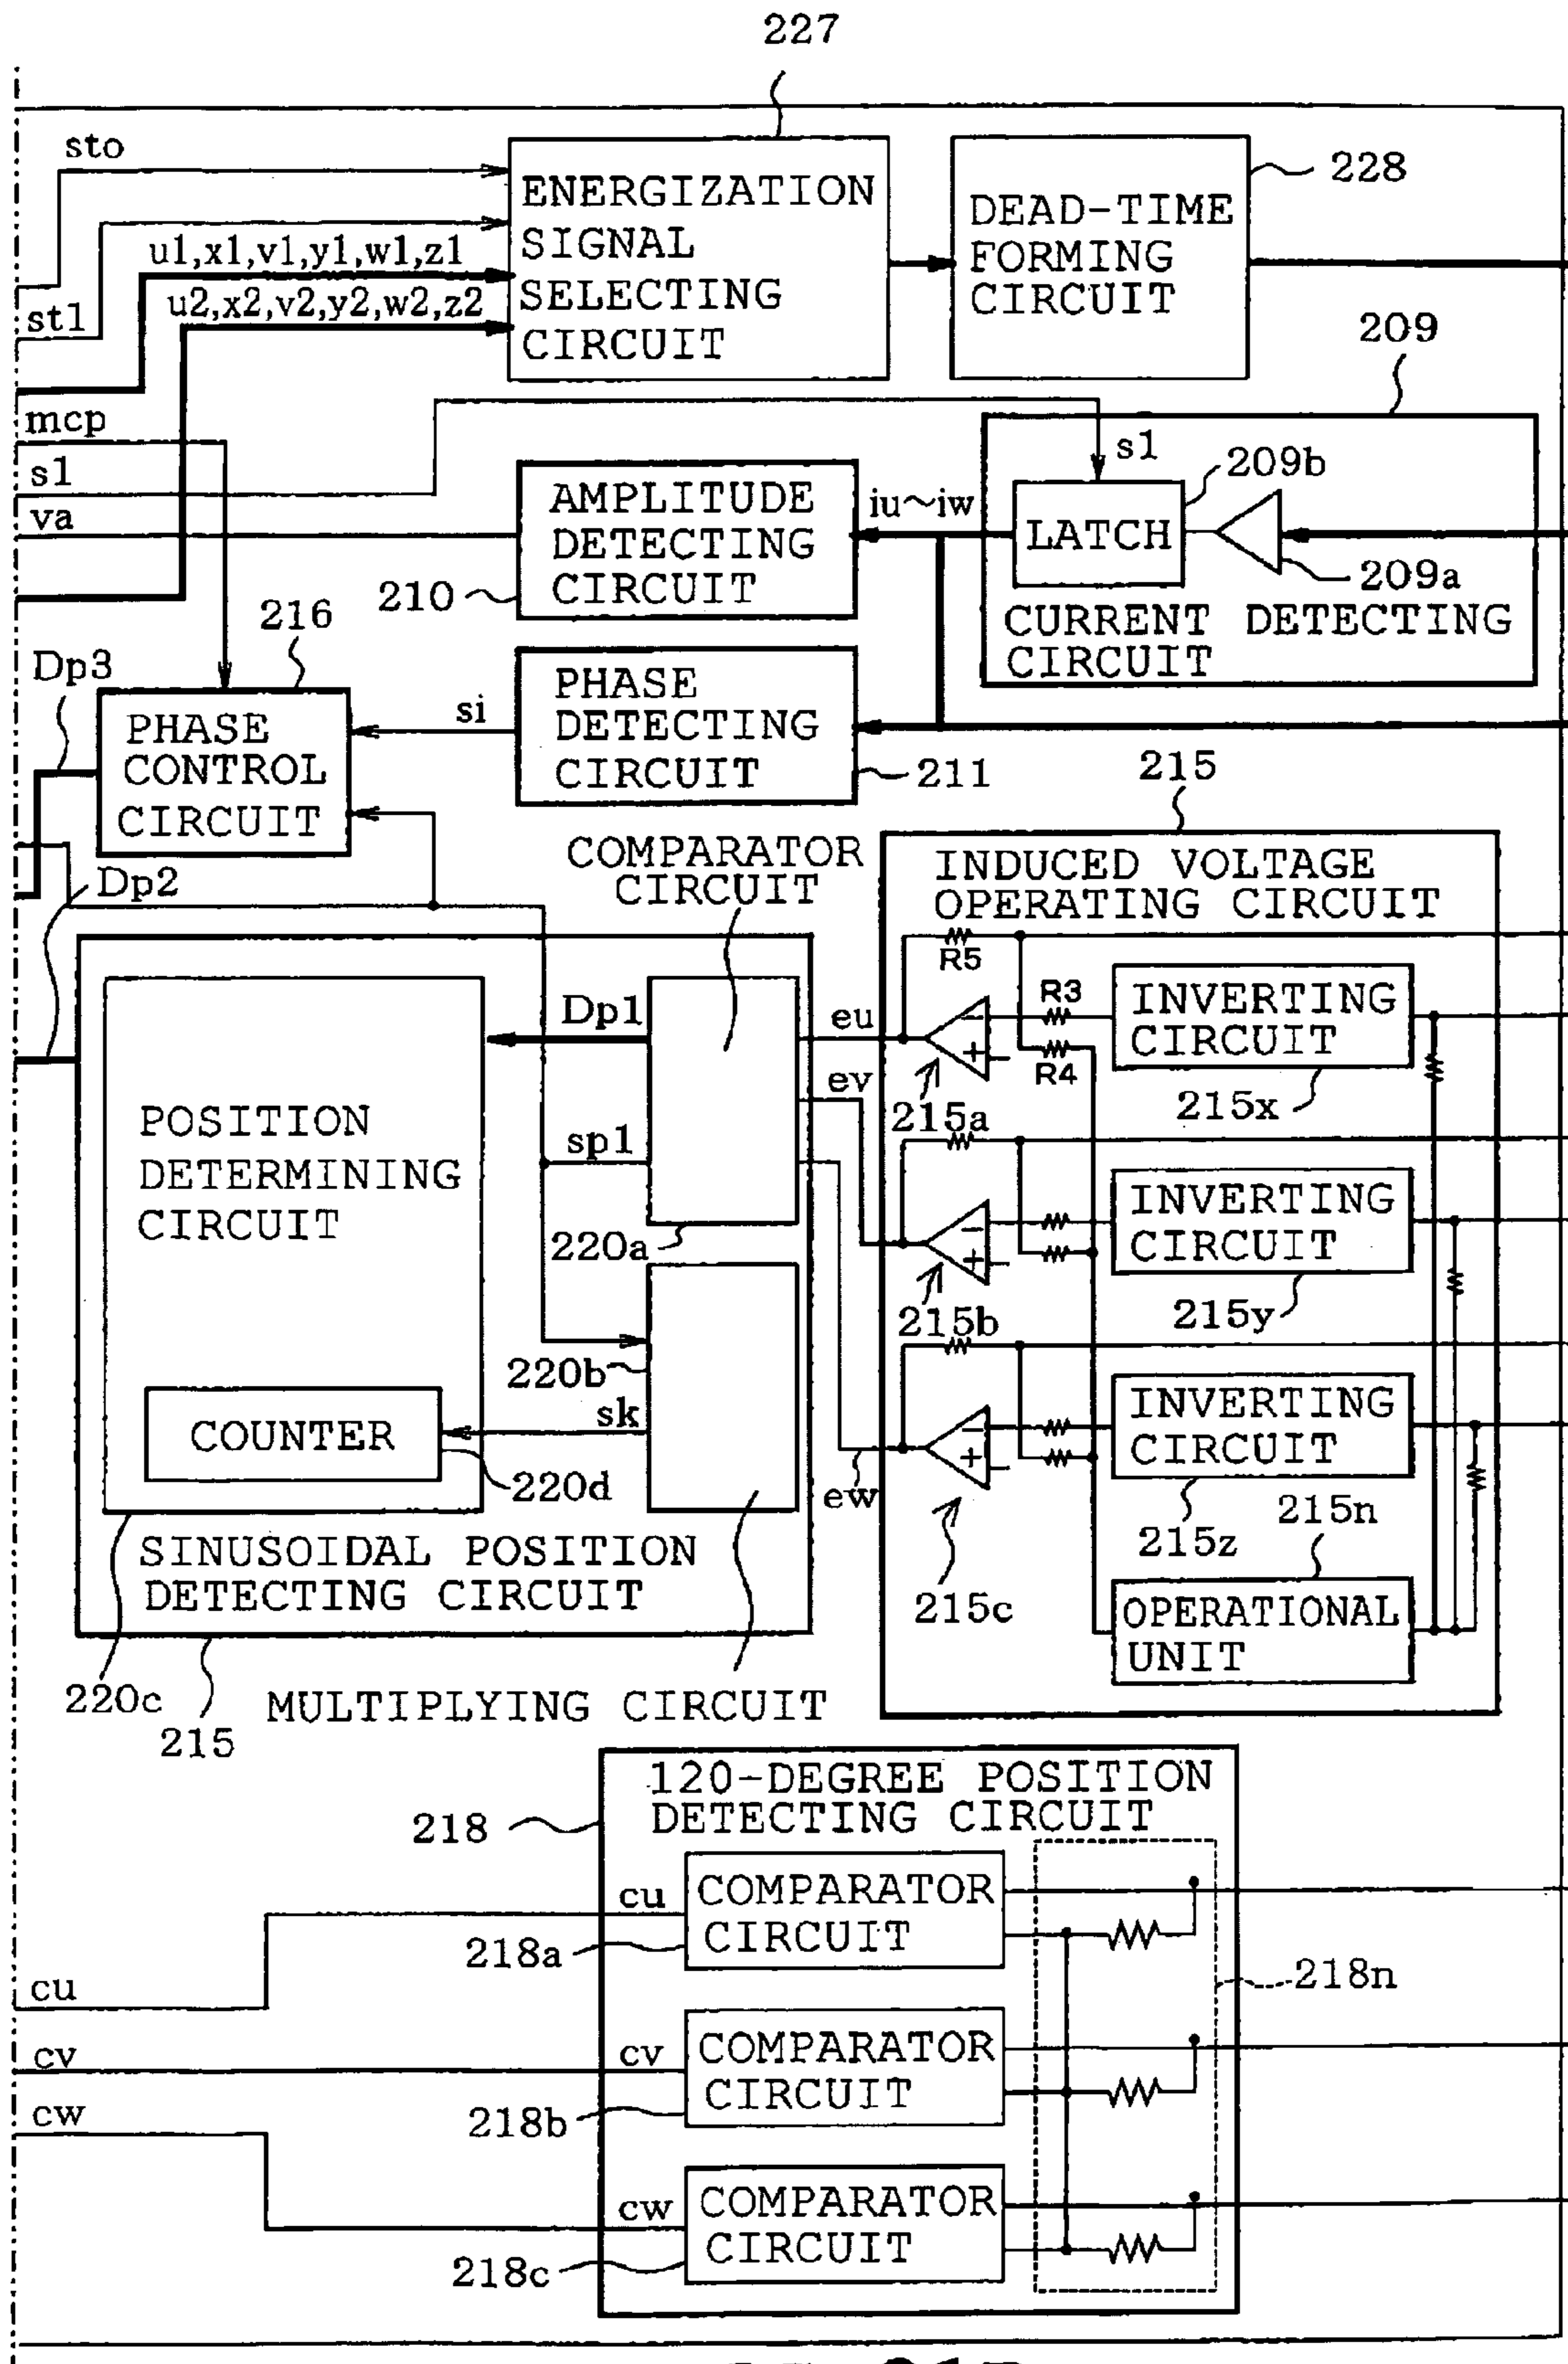 227
sto
ENERGIZATION
SIGNAL
SELECTING
CIRCUIT
DEAD-TIME
FORMING
CIRCUIT
228
u1,x1,v1,y1,w1,z1
u2,x2,v2,y2,w2,z2
st1
209
mcp
s1
va
s1
AMPLITUDE
DETECTING
CIRCUIT
210
iu~iw
LATCH
209b
209a
CURRENT DETECTING
CIRCUIT
216
Dp3
PHASE
CONTROL
CIRCUIT
si
PHASE
DETECTING
CIRCUIT
211
215
Dp2
COMPARATOR
CIRCUIT
INDUCED VOLTAGE
OPERATING CIRCUIT
R5
R3
R4
INVERTING
CIRCUIT
215x
Dp1
eu
ev
- +
215a
POSITION
DETERMINING
CIRCUIT
sp1
220a
INVERTING
CIRCUIT
215y
- +
215b
220b
sk
COUNTER
220d
ew
- +
215c
INVERTING
CIRCUIT
215z
215n
OPERATIONAL
UNIT
SINUSOIDAL POSITION
DETECTING CIRCUIT
220c
215
MULTIPLYING CIRCUIT
120-DEGREE POSITION
DETECTING CIRCUIT
218
cu
COMPARATOR
CIRCUIT
218a
218n
cu
cv
cv
COMPARATOR
CIRCUIT
218b
cw
cw
COMPARATOR
CIRCUIT
218c